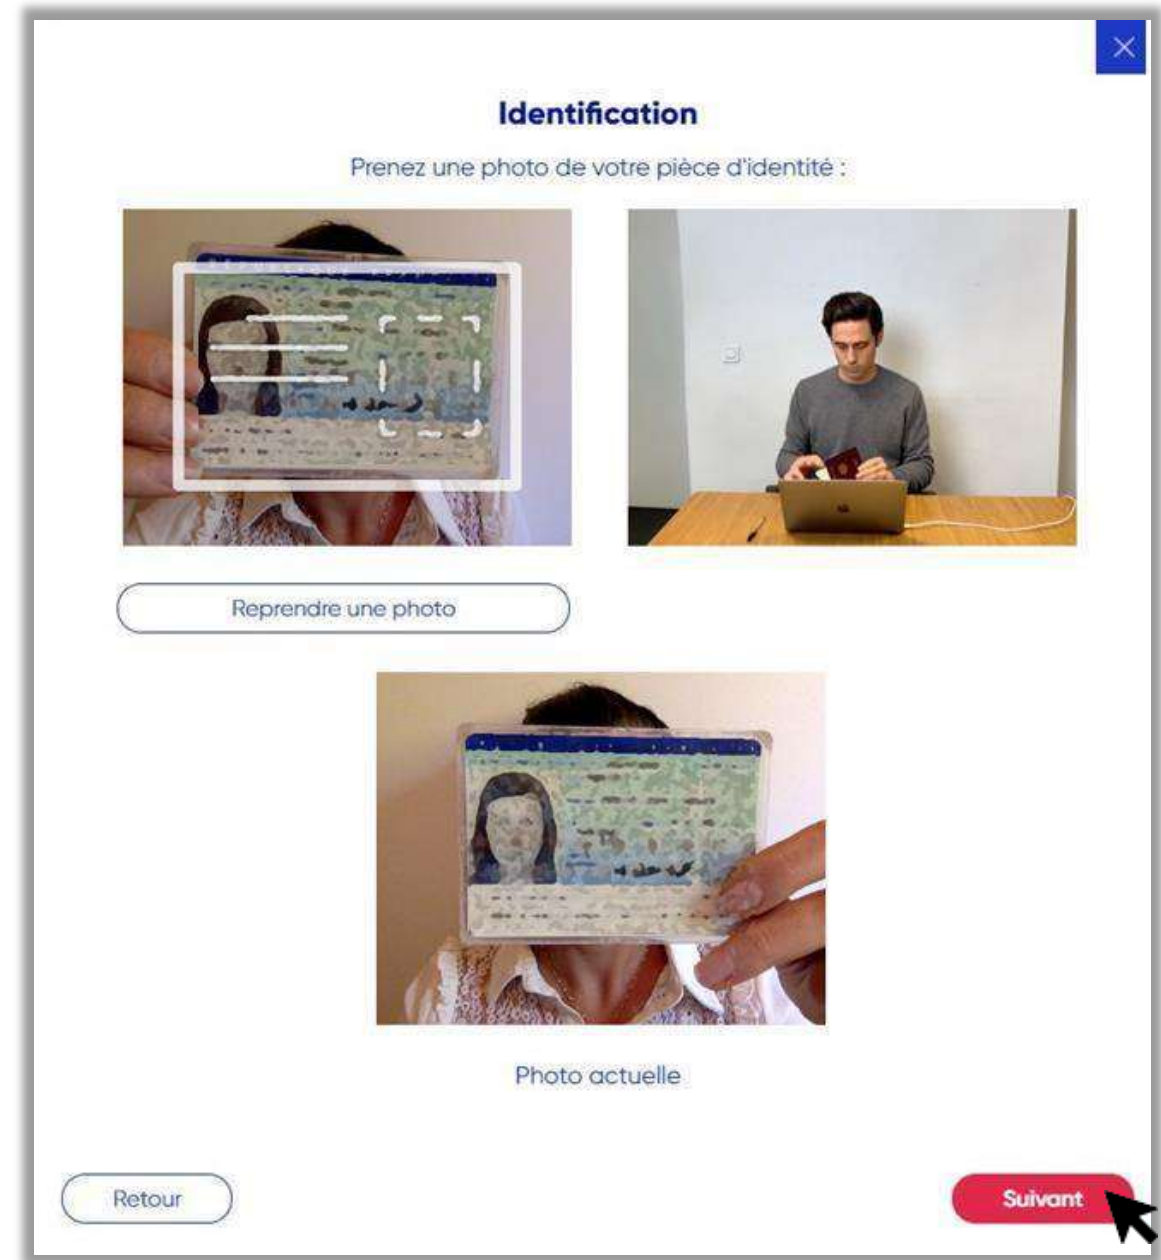 Identification
Prenez une photo de votre pièce d'identité :
Reprendre une photo
Photo actuelle
Retour
Suivant